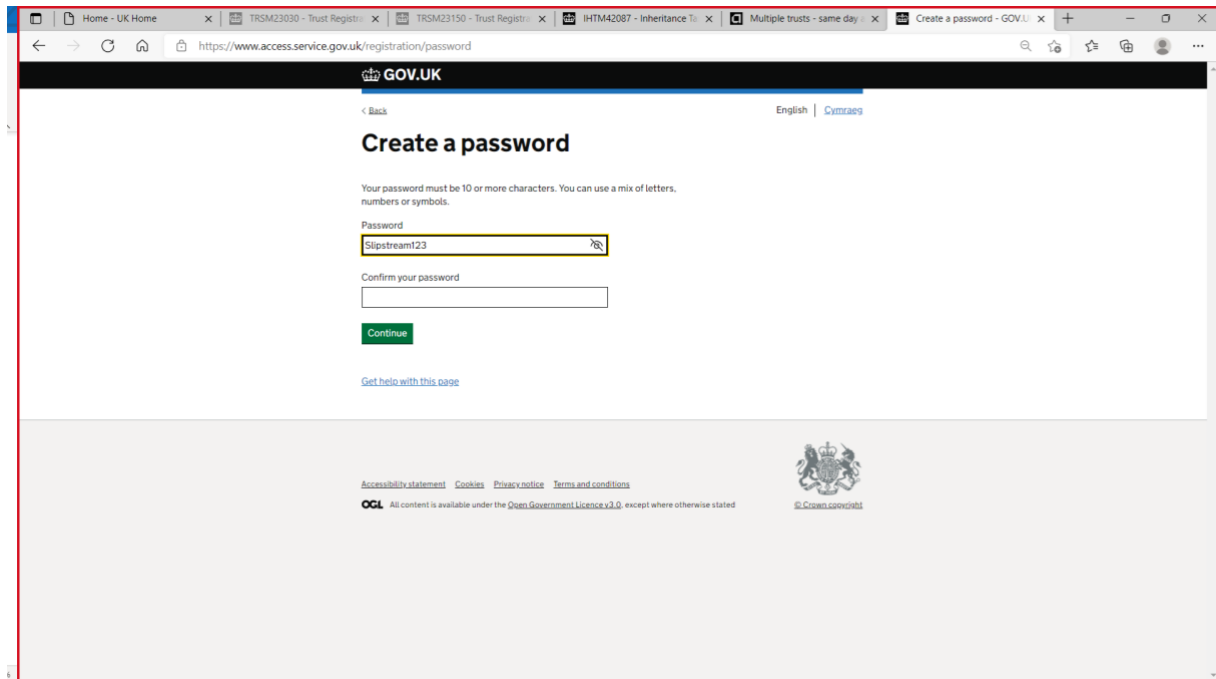 Home - UK Home
TRSM23030 - Trust Registra
TRSM23150 - Trust Registra
IHTM42087 - Inheritance Ta
Multiple trusts - same day a
Create a password - GOV.U
https://www.access.service.gov.uk/registration/password
GOV.UK
< Back
English | Cymraeg
Create a password
Your password must be 10 or more characters. You can use a mix of letters,
numbers or symbols.
Password
Slipstream123
Confirm your password
Continue
Get help with this page
Accessibility statement Cookies Privacy notice Terms and conditions
OGL All content is available under the Open Government Licence v3.0, except where otherwise stated
© Crown copyright